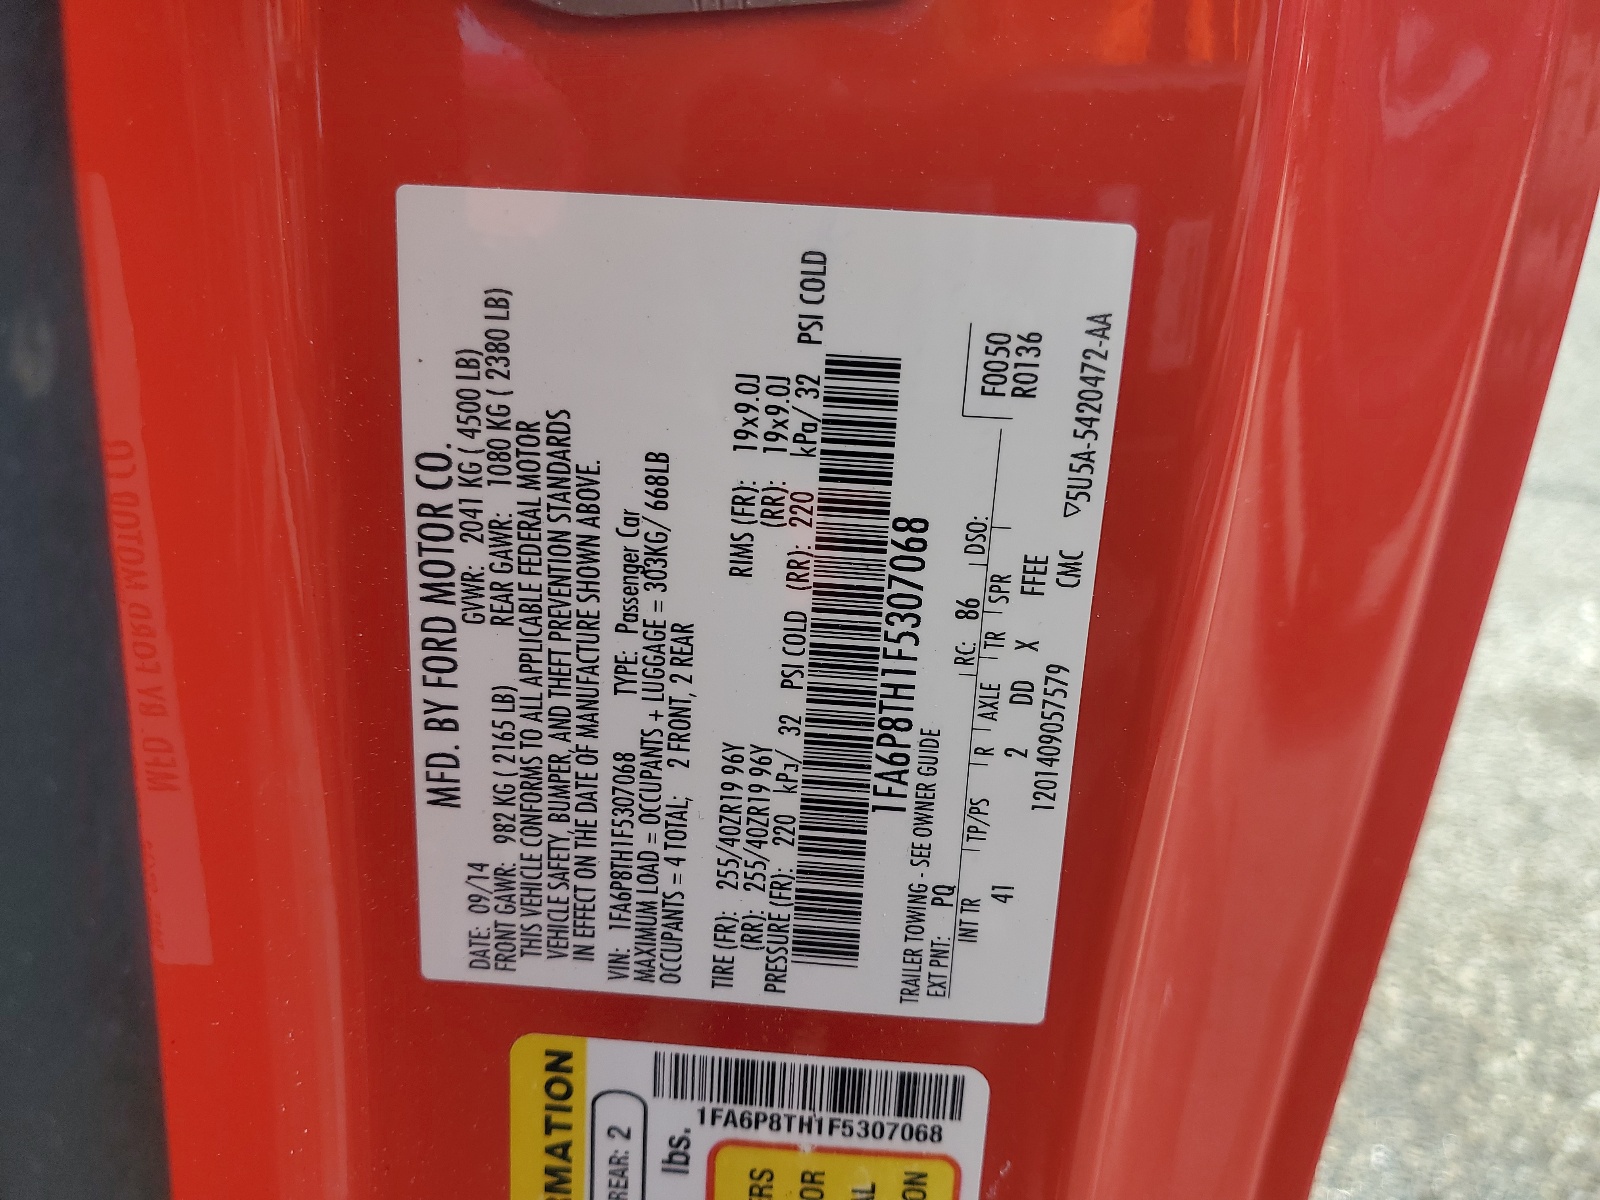 MFD. BY FORD MOTOR CO.
DATE: 09/14 GVWR: 2041 KG ( 4500 LB)
FRONT GAWR: 982 KG ( 2165 LB) REAR GAWR: 1080 KG ( 2380 LB)
THIS VEHICLE CONFORMS TO ALL APPLICABLE FEDERAL MOTOR
VEHICLE SAFETY, BUMPER, AND THEFT PREVENTION STANDARDS
IN EFFECT ON THE DATE OF MANUFACTURE SHOWN ABOVE.
VIN: 1FA6P8TH1F5307068 TYPE: Passenger Car
MAXIMUM LOAD = OCCUPANTS + LUGGAGE = 303KG/ 668LB
OCCUPANTS = 4 TOTAL; 2 FRONT, 2 REAR
TIRE (FR): 255/40ZR19 96Y RIMS (FR): 19x9.0J
(RR): 255/40ZR19 96Y (RR): 19x9.0J
PRESSURE (FR): 220 kPa/ 32 PSI COLD (RR): 220 kPa/ 32 PSI COLD
1FA6P8TH1F5307068
TRAILER TOWING - SEE OWNER GUIDE
EXT PNT: PQ RC: 86 DSO:
INT TR TP/PS R AXLE TR SPR F0050
41 2 DD X FFEE R0136
1201409057579 CMC
▽5U5A-5420472-AA
MATION
REAR: 2
lbs.
1FA6P8TH1F5307068
ERS
OR
AL
ON